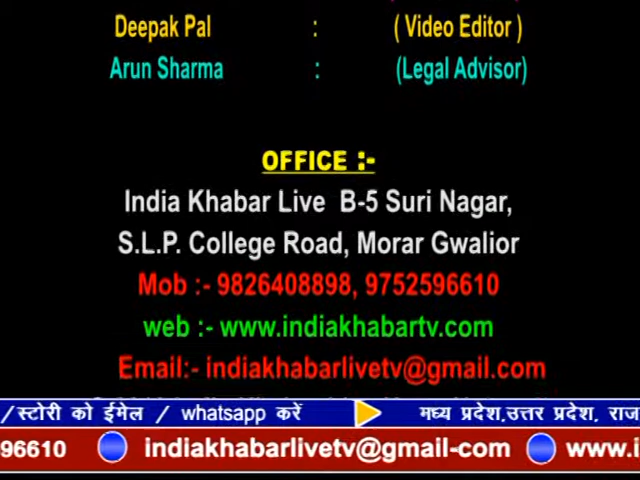 Deepak Pal : ( Video Editor )
Arun Sharma : (Legal Advisor)
OFFICE :-
India Khabar Live B-5 Suri Nagar,
S.L.P. College Road, Morar Gwalior
Mob :- 9826408898, 9752596610
web :- www.indiakhabartv.com
Email:- indiakhabarlivetv@gmail.com
/स्टोरी को ईमेल / whatsapp करें मध्य प्रदेश,उत्तर प्रदेश, राज
96610 indiakhabarlivetv@gmail-com www.i